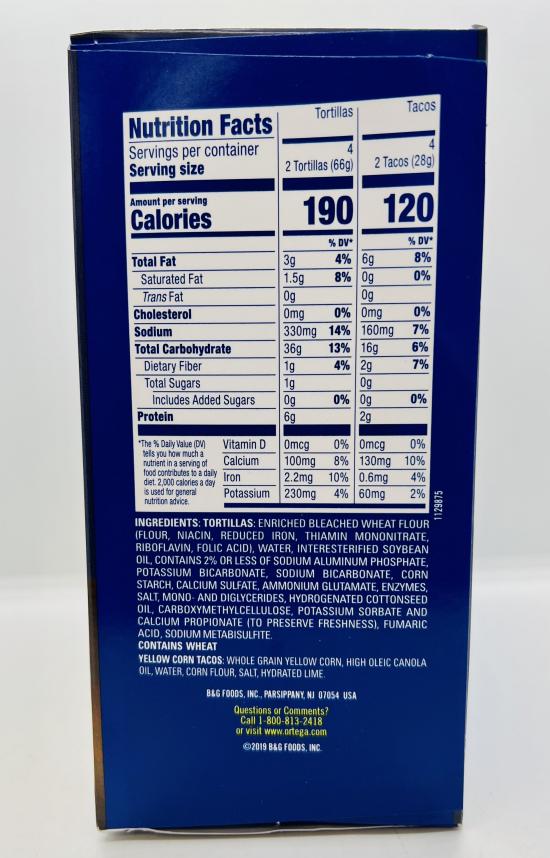 Nutrition Facts Tortillas Tacos
Servings per container 4 4
Serving size 2 Tortillas (66g) 2 Tacos (28g)
Amount per serving
Calories 190 120
% DV* % DV*
Total Fat 3g 4% 6g 8%
Saturated Fat 1.5g 8% 0g 0%
Trans Fat 0g 0g
Cholesterol 0mg 0% 0mg 0%
Sodium 330mg 14% 160mg 7%
Total Carbohydrate 36g 13% 16g 6%
Dietary Fiber 1g 4% 2g 7%
Total Sugars 1g 0g
Includes Added Sugars 0g 0% 0g 0%
Protein 6g 2g
*The % Daily Value (DV)
tells you how much a
nutrient in a serving of
food contributes to a daily
diet. 2,000 calories a day
is used for general
nutrition advice.
Vitamin D 0mcg 0% 0mcg 0%
Calcium 100mg 8% 130mg 10%
Iron 2.2mg 10% 0.6mg 4%
Potassium 230mg 4% 60mg 2%
1129875
INGREDIENTS: TORTILLAS: ENRICHED BLEACHED WHEAT FLOUR
(FLOUR, NIACIN, REDUCED IRON, THIAMIN MONONITRATE,
RIBOFLAVIN, FOLIC ACID), WATER, INTERESTERIFIED SOYBEAN
OIL, CONTAINS 2% OR LESS OF SODIUM ALUMINUM PHOSPHATE,
POTASSIUM BICARBONATE, SODIUM BICARBONATE, CORN
STARCH, CALCIUM SULFATE, AMMONIUM GLUTAMATE, ENZYMES,
SALT, MONO- AND DIGLYCERIDES, HYDROGENATED COTTONSEED
OIL, CARBOXYMETHYLCELLULOSE, POTASSIUM SORBATE AND
CALCIUM PROPIONATE (TO PRESERVE FRESHNESS), FUMARIC
ACID, SODIUM METABISULFITE.
CONTAINS WHEAT
YELLOW CORN TACOS: WHOLE GRAIN YELLOW CORN, HIGH OLEIC CANOLA
OIL, WATER, CORN FLOUR, SALT, HYDRATED LIME.
B&G FOODS, INC., PARSIPPANY, NJ 07054 USA
Questions or Comments?
Call 1-800-813-2418
or visit www.ortega.com
©2019 B&G FOODS, INC.